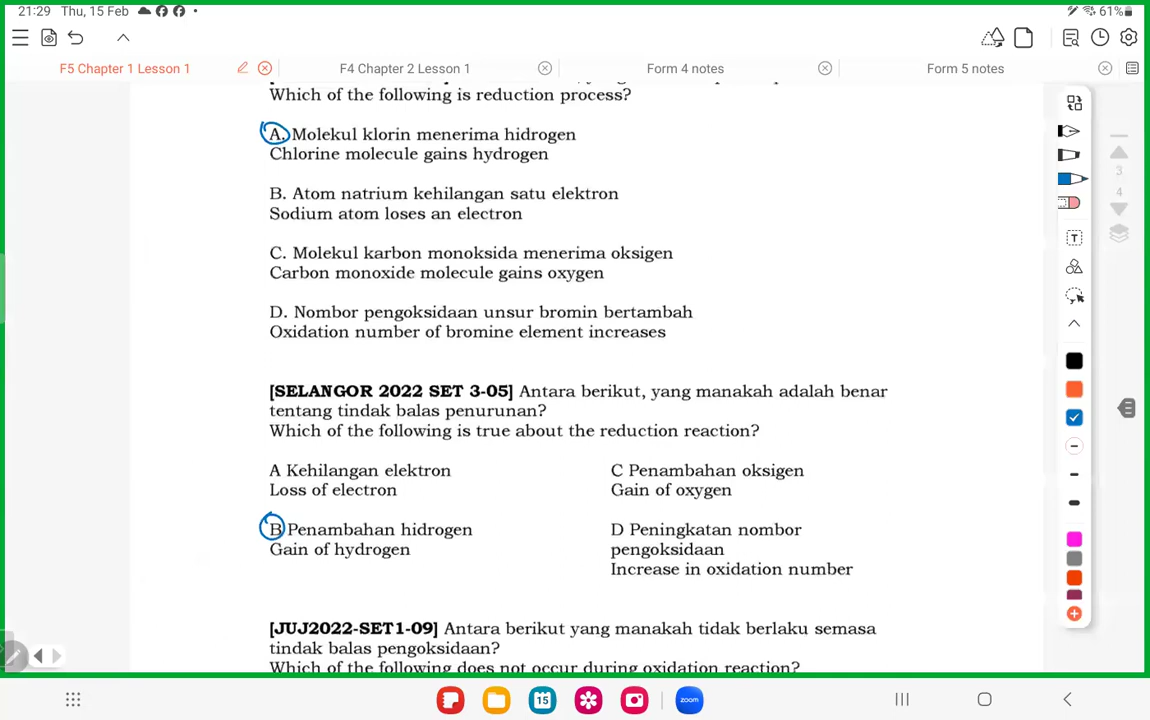 21:29 Thu, 15 Feb
61%
F5 Chapter 1 Lesson 1
F4 Chapter 2 Lesson 1
Form 4 notes
Form 5 notes
Which of the following is reduction process?
A. Molekul klorin menerima hidrogen
Chlorine molecule gains hydrogen
B. Atom natrium kehilangan satu elektron
Sodium atom loses an electron
C. Molekul karbon monoksida menerima oksigen
Carbon monoxide molecule gains oxygen
D. Nombor pengoksidaan unsur bromin bertambah
Oxidation number of bromine element increases
[SELANGOR 2022 SET 3-05] Antara berikut, yang manakah adalah benar
tentang tindak balas penurunan?
Which of the following is true about the reduction reaction?
A Kehilangan elektron
Loss of electron
B Penambahan hidrogen
Gain of hydrogen
C Penambahan oksigen
Gain of oxygen
D Peningkatan nombor
pengoksidaan
Increase in oxidation number
[JUJ2022-SET1-09] Antara berikut yang manakah tidak berlaku semasa
tindak balas pengoksidaan?
Which of the following does not occur during oxidation reaction?
3
4
T
15
zoom